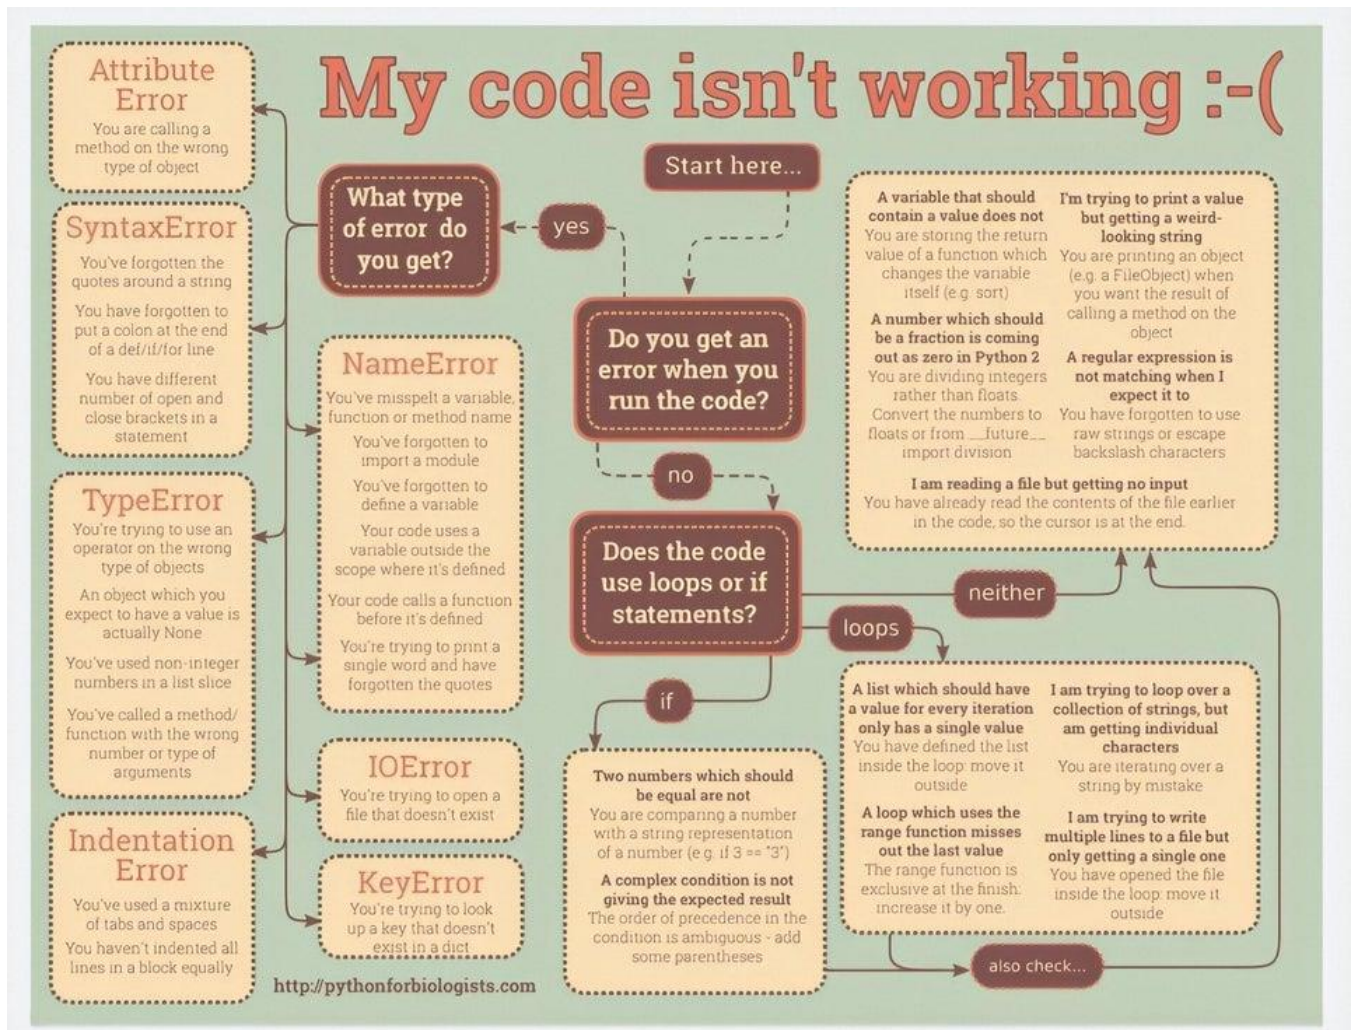 My code isn't working :-(
Start here...
Do you get an
error when you
run the code?
yes
What type
of error do
you get?
Attribute
Error
You are calling a
method on the wrong
type of object
SyntaxError
You've forgotten the
quotes around a string
You have forgotten to
put a colon at the end
of a def/if/for line
You have different
number of open and
close brackets in a
statement
TypeError
You're trying to use an
operator on the wrong
type of objects
An object which you
expect to have a value is
actually None
You've used non-integer
numbers in a list slice
You've called a method/
function with the wrong
number or type of
arguments
Indentation
Error
You've used a mixture
of tabs and spaces
You haven't indented all
lines in a block equally
NameError
You've misspelt a variable,
function or method name
You've forgotten to
import a module
You've forgotten to
define a variable
Your code uses a
variable outside the
scope where it's defined
Your code calls a function
before it's defined
You're trying to print a
single word and have
forgotten the quotes
IOError
You're trying to open a
file that doesn't exist
KeyError
You're trying to look
up a key that doesn't
exist in a dict
no
Does the code
use loops or if
statements?
neither
loops
if
A variable that should
contain a value does not
You are storing the return
value of a function which
changes the variable
itself (e.g. sort)
A number which should
be a fraction is coming
out as zero in Python 2
You are dividing integers
rather than floats.
Convert the numbers to
floats or from __future__
import division
I'm trying to print a value
but getting a weird-
looking string
You are printing an object
(e.g. a FileObject) when
you want the result of
calling a method on the
object
A regular expression is
not matching when I
expect it to
You have forgotten to use
raw strings or escape
backslash characters
I am reading a file but getting no input
You have already read the contents of the file earlier
in the code, so the cursor is at the end.
A list which should have
a value for every iteration
only has a single value
You have defined the list
inside the loop: move it
outside
A loop which uses the
range function misses
out the last value
The range function is
exclusive at the finish:
increase it by one.
I am trying to loop over a
collection of strings, but
am getting individual
characters
You are iterating over a
string by mistake
I am trying to write
multiple lines to a file but
only getting a single one
You have opened the file
inside the loop: move it
outside
Two numbers which should
be equal are not
You are comparing a number
with a string representation
of a number (e.g. if 3 == "3")
A complex condition is not
giving the expected result
The order of precedence in the
condition is ambiguous - add
some parentheses
also check...
http://pythonforbiologists.com